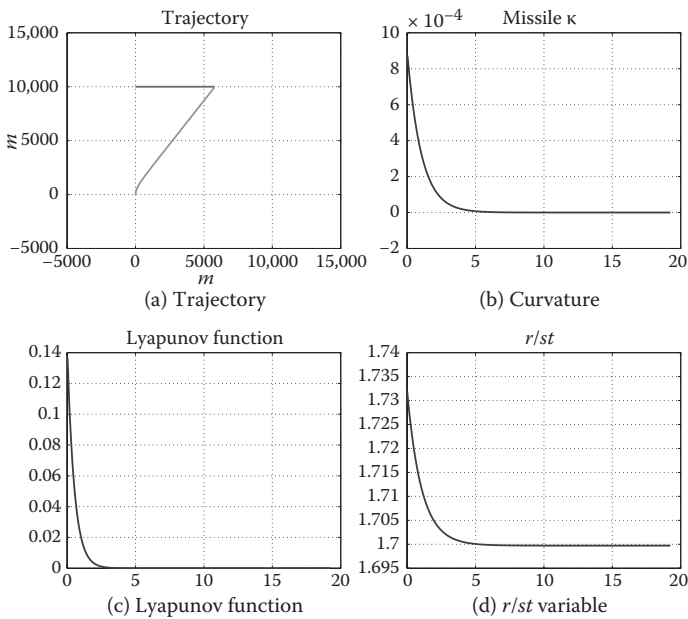 Trajectory
15,000
10,000
5000
0
−5000
m
−5000 0 5000 10,000 15,000
m
(a) Trajectory
× 10−4 Missile κ
8
6
4
2
0
−2
0 5 10 15 20
(b) Curvature
Lyapunov function
0.14
0.12
0.1
0.08
0.06
0.04
0.02
0
0 5 10 15 20
(c) Lyapunov function
r/st
1.74
1.735
1.73
1.725
1.72
1.715
1.71
1.705
1.7
1.695
0 5 10 15 20
(d) r/st variable